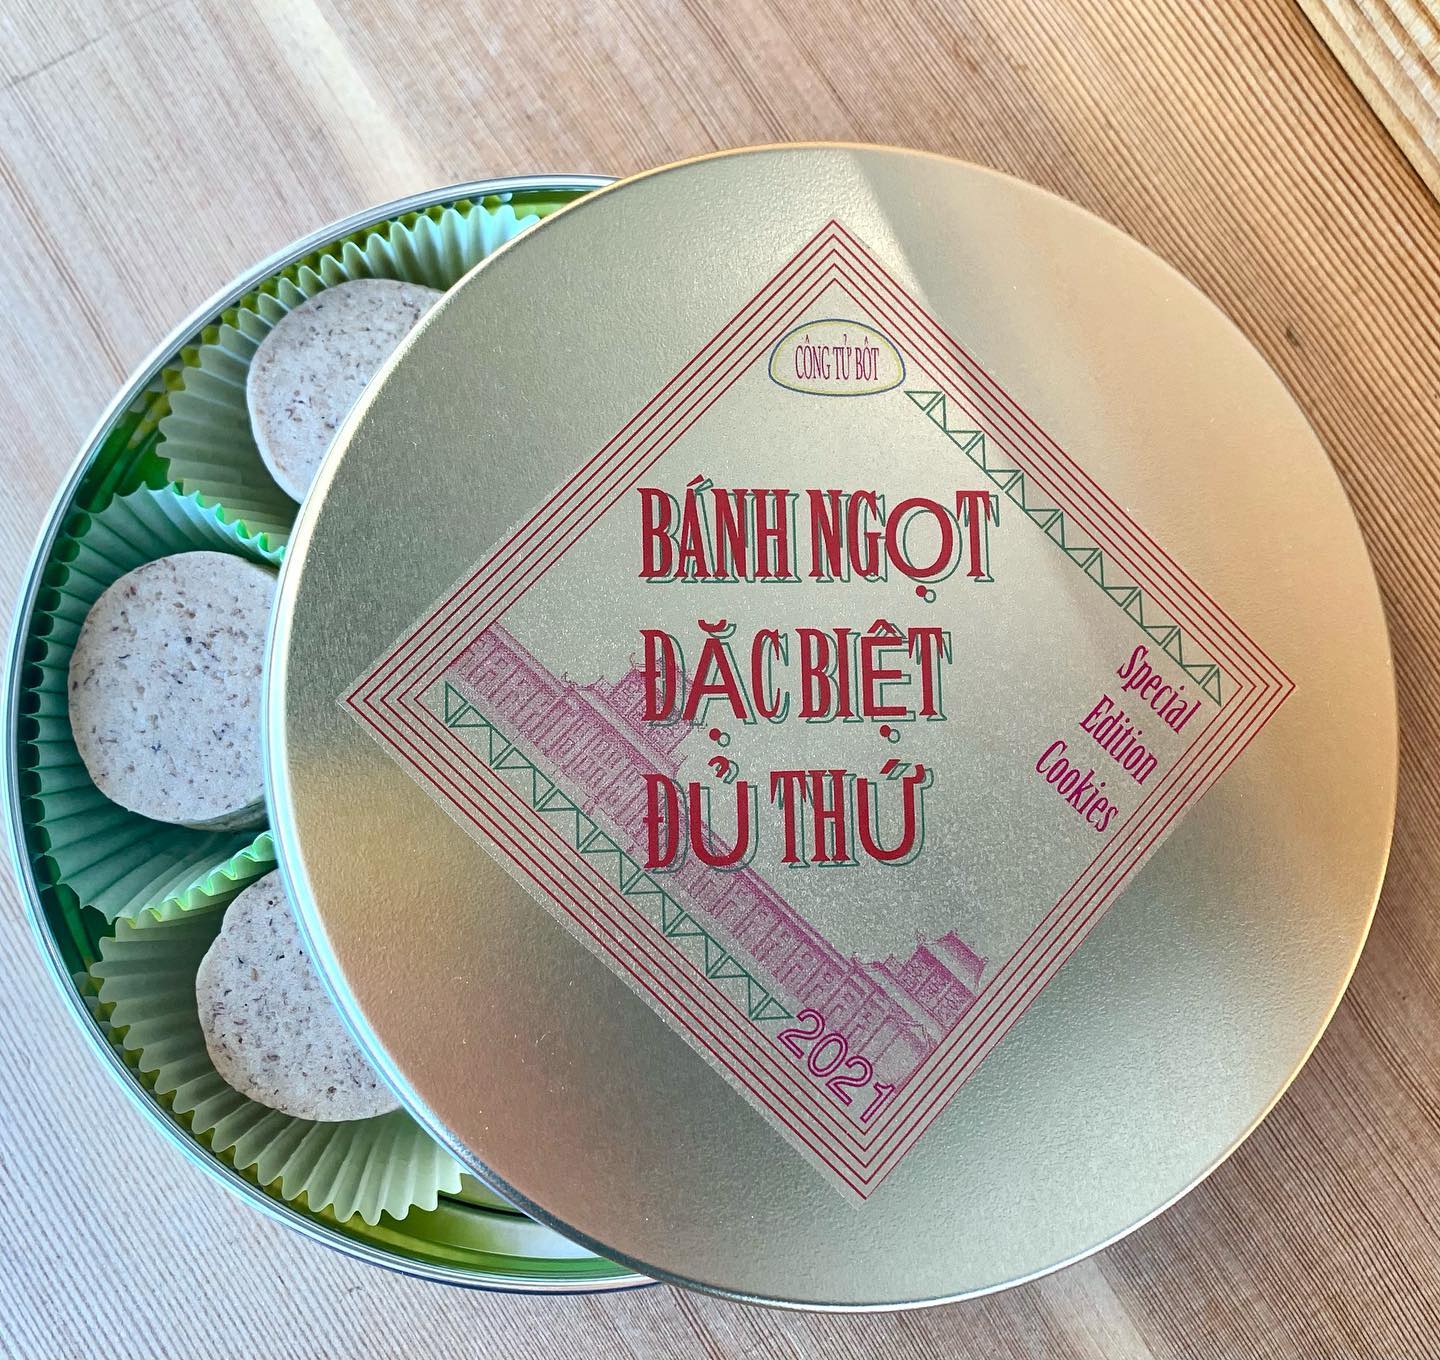 CÔNG TỬ BỘT
BÁNH NGỌT
ĐẶC BIỆT
ĐỦ THỨ
Special
Edition
Cookies
2021